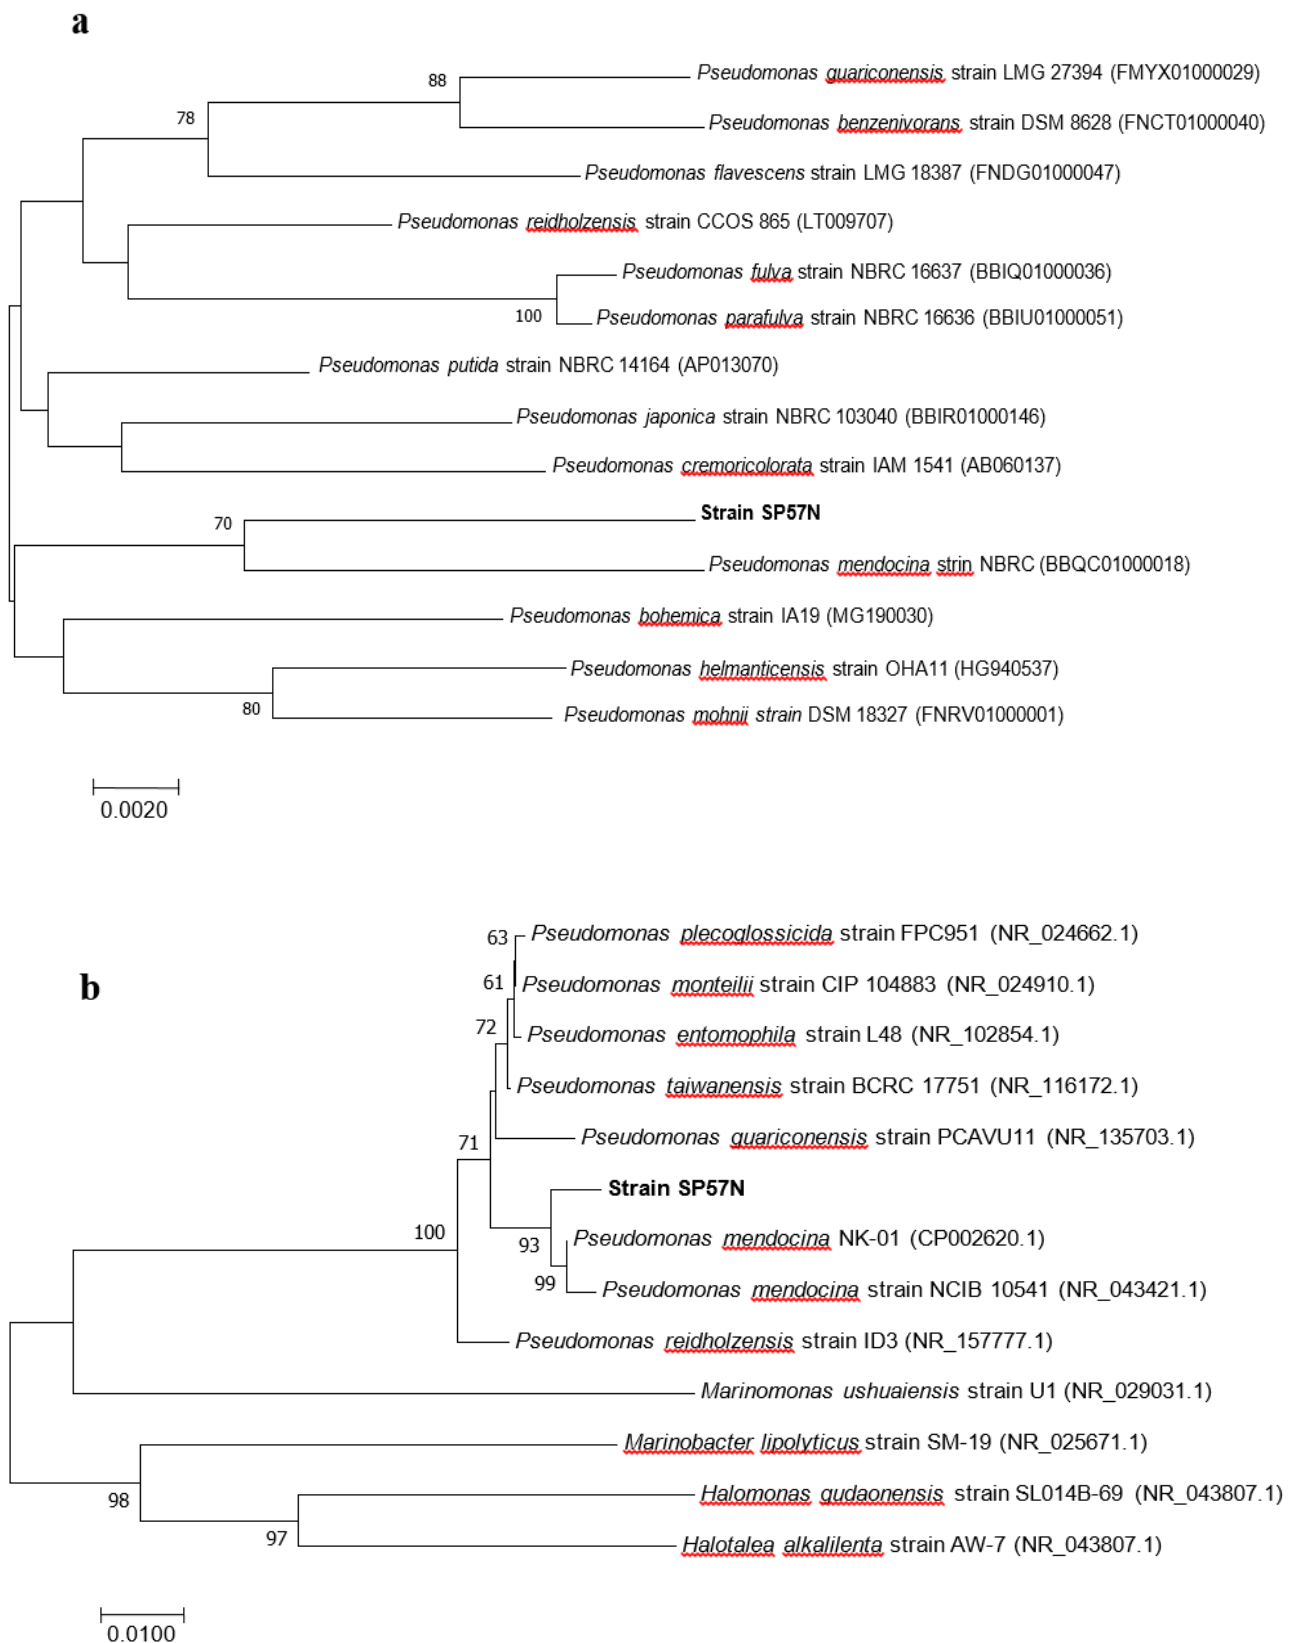 a
88
Pseudomonas guariconensis strain LMG 27394 (FMYX01000029)
78
Pseudomonas benzenivorans strain DSM 8628 (FNCT01000040)
Pseudomonas flavescens strain LMG 18387 (FNDG01000047)
Pseudomonas reidholzensis strain CCOS 865 (LT009707)
Pseudomonas fulva strain NBRC 16637 (BBIQ01000036)
100
Pseudomonas parafulva strain NBRC 16636 (BBIU01000051)
Pseudomonas putida strain NBRC 14164 (AP013070)
Pseudomonas japonica strain NBRC 103040 (BBIR01000146)
Pseudomonas cremoricolorata strain IAM 1541 (AB060137)
70
Strain SP57N
Pseudomonas mendocina strin NBRC (BBQC01000018)
Pseudomonas bohemica strain IA19 (MG190030)
Pseudomonas helmanticensis strain OHA11 (HG940537)
80
Pseudomonas mohnii strain DSM 18327 (FNRV01000001)
0.0020
b
63
Pseudomonas plecoglossicida strain FPC951 (NR_024662.1)
61
Pseudomonas monteilii strain CIP 104883 (NR_024910.1)
72
Pseudomonas entomophila strain L48 (NR_102854.1)
Pseudomonas taiwanensis strain BCRC 17751 (NR_116172.1)
71
Pseudomonas guariconensis strain PCAVU11 (NR_135703.1)
Strain SP57N
100
93
Pseudomonas mendocina NK-01 (CP002620.1)
99
Pseudomonas mendocina strain NCIB 10541 (NR_043421.1)
Pseudomonas reidholzensis strain ID3 (NR_157777.1)
Marinomonas ushuaiensis strain U1 (NR_029031.1)
Marinobacter lipolyticus strain SM-19 (NR_025671.1)
98
Halomonas gudaonensis strain SL014B-69 (NR_043807.1)
97
Halotalea alkalilenta strain AW-7 (NR_043807.1)
0.0100